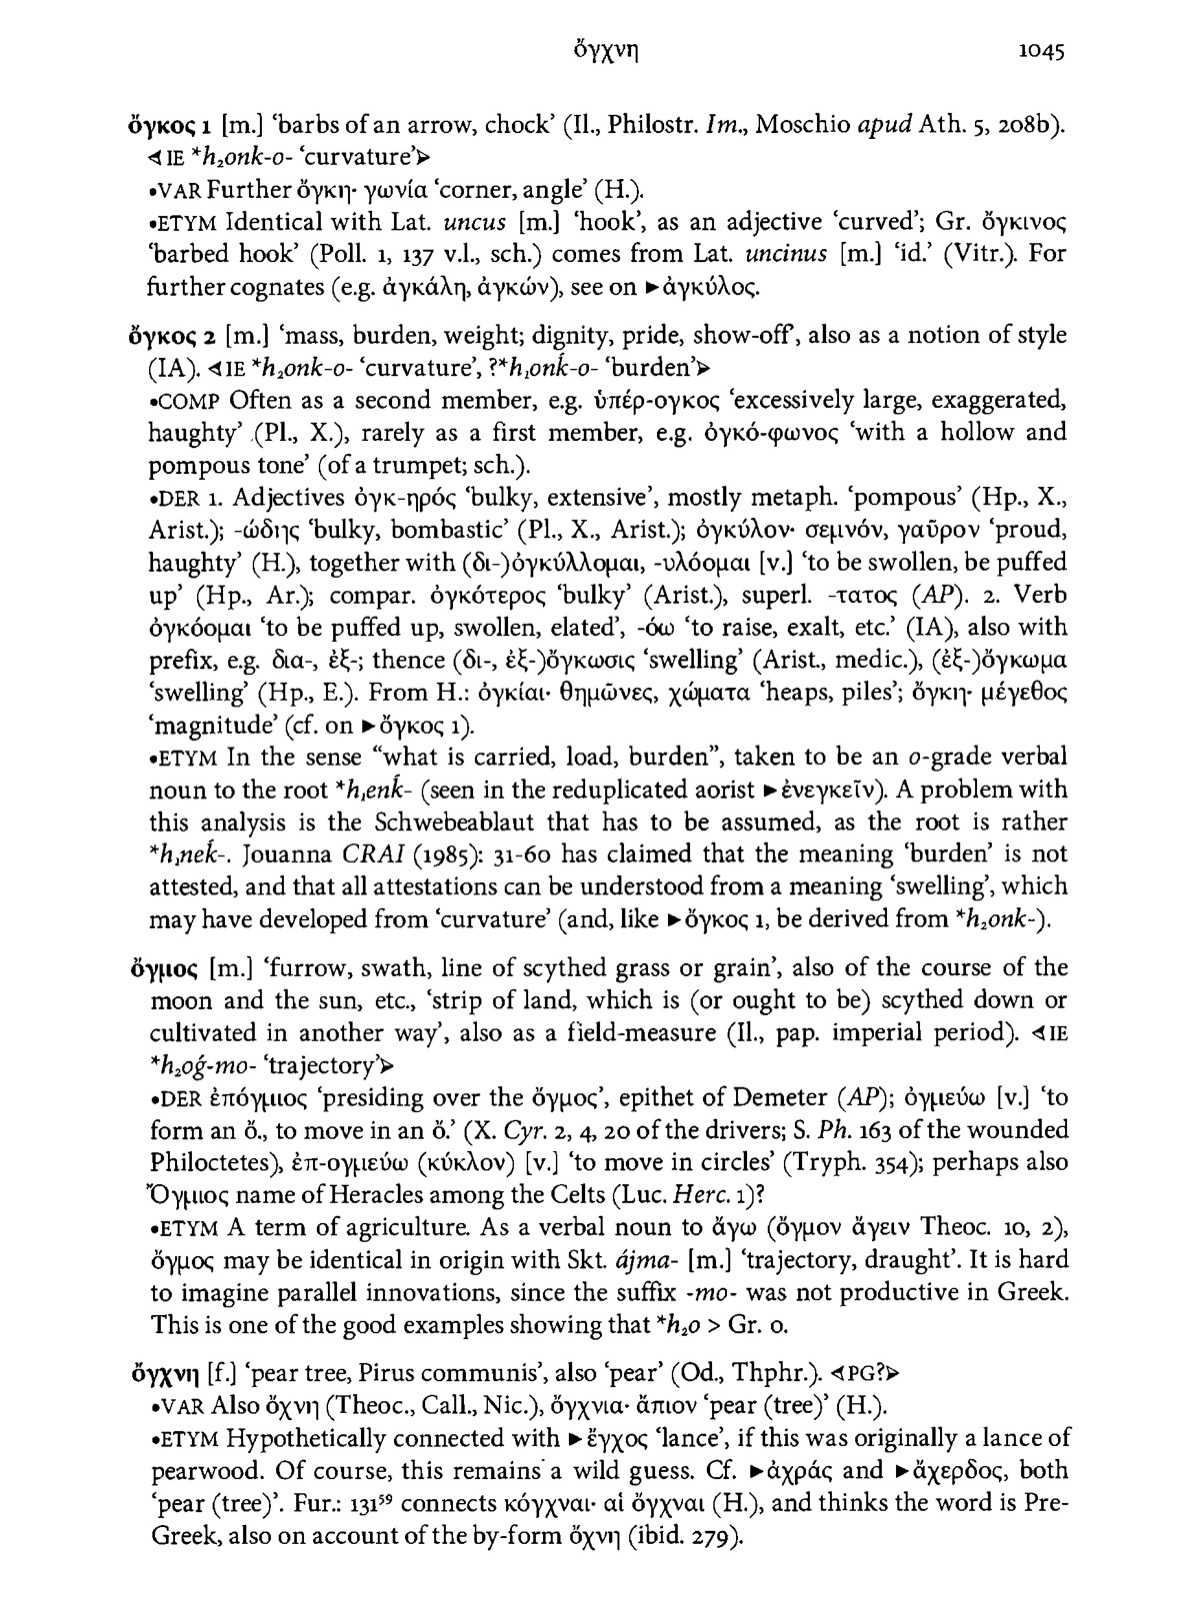 ὄγχνη 1045
ὄγκος 1 [m.] ‘barbs of an arrow, chock’ (Il., Philostr. Im., Moschio apud Ath. 5, 208b).
⊲ IE *h₂onk-o- ‘curvature’⊳
•VAR Further ὄγκη· γωνία ‘corner, angle’ (H.).
•ETYM Identical with Lat. uncus [m.] ‘hook’, as an adjective ‘curved’; Gr. ὄγκινος
‘barbed hook’ (Poll. 1, 137 v.l., sch.) comes from Lat. uncinus [m.] ‘id.’ (Vitr.). For
further cognates (e.g. ἀγκάλη, ἀγκών), see on ►ἀγκύλος.
ὄγκος 2 [m.] ‘mass, burden, weight; dignity, pride, show-off’, also as a notion of style
(IA). ⊲ IE *h₂onk-o- ‘curvature’, ?*h₁onḱ-o- ‘burden’⊳
•COMP Often as a second member, e.g. ὑπέρ-ογκος ‘excessively large, exaggerated,
haughty’ (Pl., X.), rarely as a first member, e.g. ὀγκό-φωνος ‘with a hollow and
pompous tone’ (of a trumpet; sch.).
•DER 1. Adjectives ὀγκ-ηρός ‘bulky, extensive’, mostly metaph. ‘pompous’ (Hp., X.,
Arist.); -ώδης ‘bulky, bombastic’ (Pl., X., Arist.); ὀγκύλον· σεμνόν, γαῦρον ‘proud,
haughty’ (H.), together with (δι-)ὀγκύλλομαι, -υλόομαι [v.] ‘to be swollen, be puffed
up’ (Hp., Ar.); compar. ὀγκότερος ‘bulky’ (Arist.), superl. -τατος (AP). 2. Verb
ὀγκόομαι ‘to be puffed up, swollen, elated’, -όω ‘to raise, exalt, etc.’ (IA), also with
prefix, e.g. δια-, ἐξ-; thence (δι-, ἐξ-)ὄγκωσις ‘swelling’ (Arist., medic.), (ἐξ-)ὄγκωμα
‘swelling’ (Hp., E.). From H.: ὀγκίαι· θημῶνες, χώματα ‘heaps, piles’; ὄγκη· μέγεθος
‘magnitude’ (cf. on ►ὄγκος 1).
•ETYM In the sense “what is carried, load, burden”, taken to be an o-grade verbal
noun to the root *h₁enḱ- (seen in the reduplicated aorist ►ἐνεγκεῖν). A problem with
this analysis is the Schwebeablaut that has to be assumed, as the root is rather
*h₁neḱ-. Jouanna CRAI (1985): 31-60 has claimed that the meaning ‘burden’ is not
attested, and that all attestations can be understood from a meaning ‘swelling’, which
may have developed from ‘curvature’ (and, like ►ὄγκος 1, be derived from *h₂onk-).
ὄγμος [m.] ‘furrow, swath, line of scythed grass or grain’, also of the course of the
moon and the sun, etc., ‘strip of land, which is (or ought to be) scythed down or
cultivated in another way’, also as a field-measure (Il., pap. imperial period). ⊲ IE
*h₂oǵ-mo- ‘trajectory’⊳
•DER ἐπόγμιος ‘presiding over the ὄγμος’, epithet of Demeter (AP); ὀγμεύω [v.] ‘to
form an ὄ., to move in an ὄ.’ (X. Cyr. 2, 4, 20 of the drivers; S. Ph. 163 of the wounded
Philoctetes), ἐπ-ογμεύω (κύκλον) [v.] ‘to move in circles’ (Tryph. 354); perhaps also
Ὄγμιος name of Heracles among the Celts (Luc. Herc. 1)?
•ETYM A term of agriculture. As a verbal noun to ἄγω (ὄγμον ἄγειν Theoc. 10, 2),
ὄγμος may be identical in origin with Skt. ájma- [m.] ‘trajectory, draught’. It is hard
to imagine parallel innovations, since the suffix -mo- was not productive in Greek.
This is one of the good examples showing that *h₂o > Gr. ο.
ὄγχνη [f.] ‘pear tree, Pirus communis’, also ‘pear’ (Od., Thphr.). ⊲ PG?⊳
•VAR Also ὄχνη (Theoc., Call., Nic.), ὄγχνια· ἄπιον ‘pear (tree)’ (H.).
•ETYM Hypothetically connected with ►ἔγχος ‘lance’, if this was originally a lance of
pearwood. Of course, this remains a wild guess. Cf. ►ἀχράς and ►ἄχερδος, both
‘pear (tree)’. Fur.: 131⁵⁹ connects κόγχναι· αἱ ὄγχναι (H.), and thinks the word is Pre-
Greek, also on account of the by-form ὄχνη (ibid. 279).